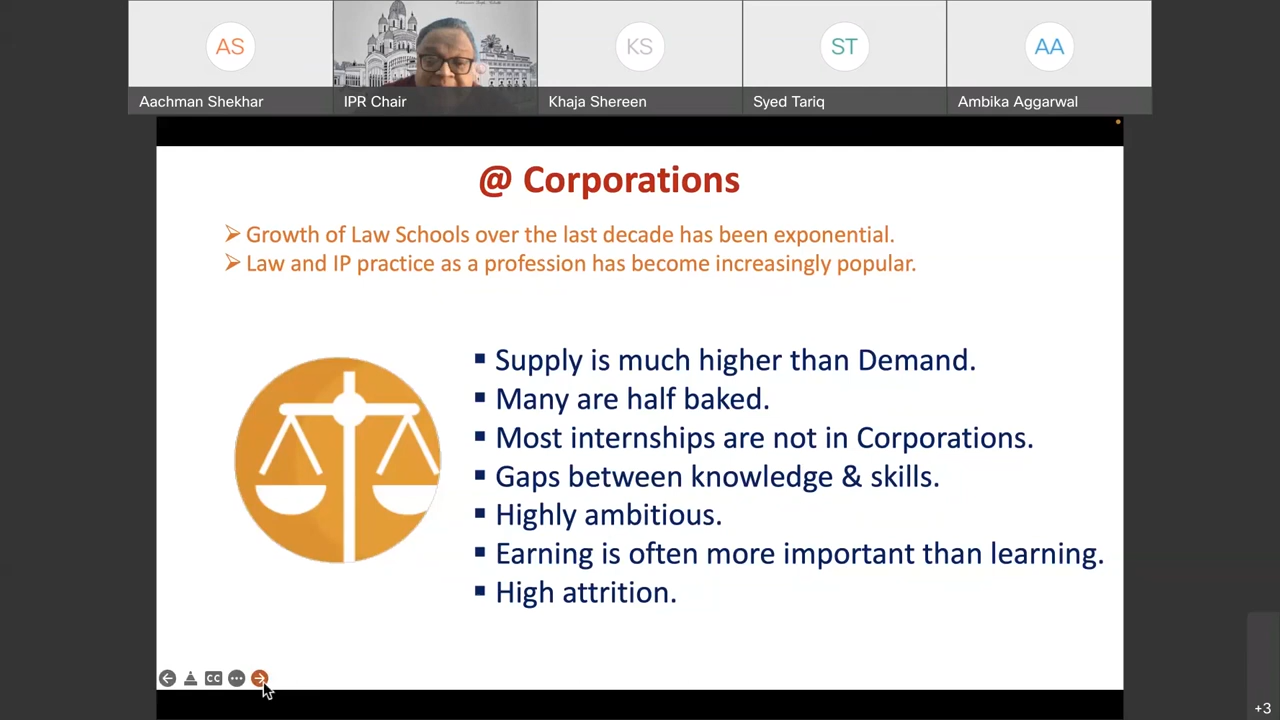 AS
KS
ST
AA
Aachman Shekhar
IPR Chair
Khaja Shereen
Syed Tariq
Ambika Aggarwal
@ Corporations
➢ Growth of Law Schools over the last decade has been exponential.
➢ Law and IP practice as a profession has become increasingly popular.
▪ Supply is much higher than Demand.
▪ Many are half baked.
▪ Most internships are not in Corporations.
▪ Gaps between knowledge & skills.
▪ Highly ambitious.
▪ Earning is often more important than learning.
▪ High attrition.
CC
+3